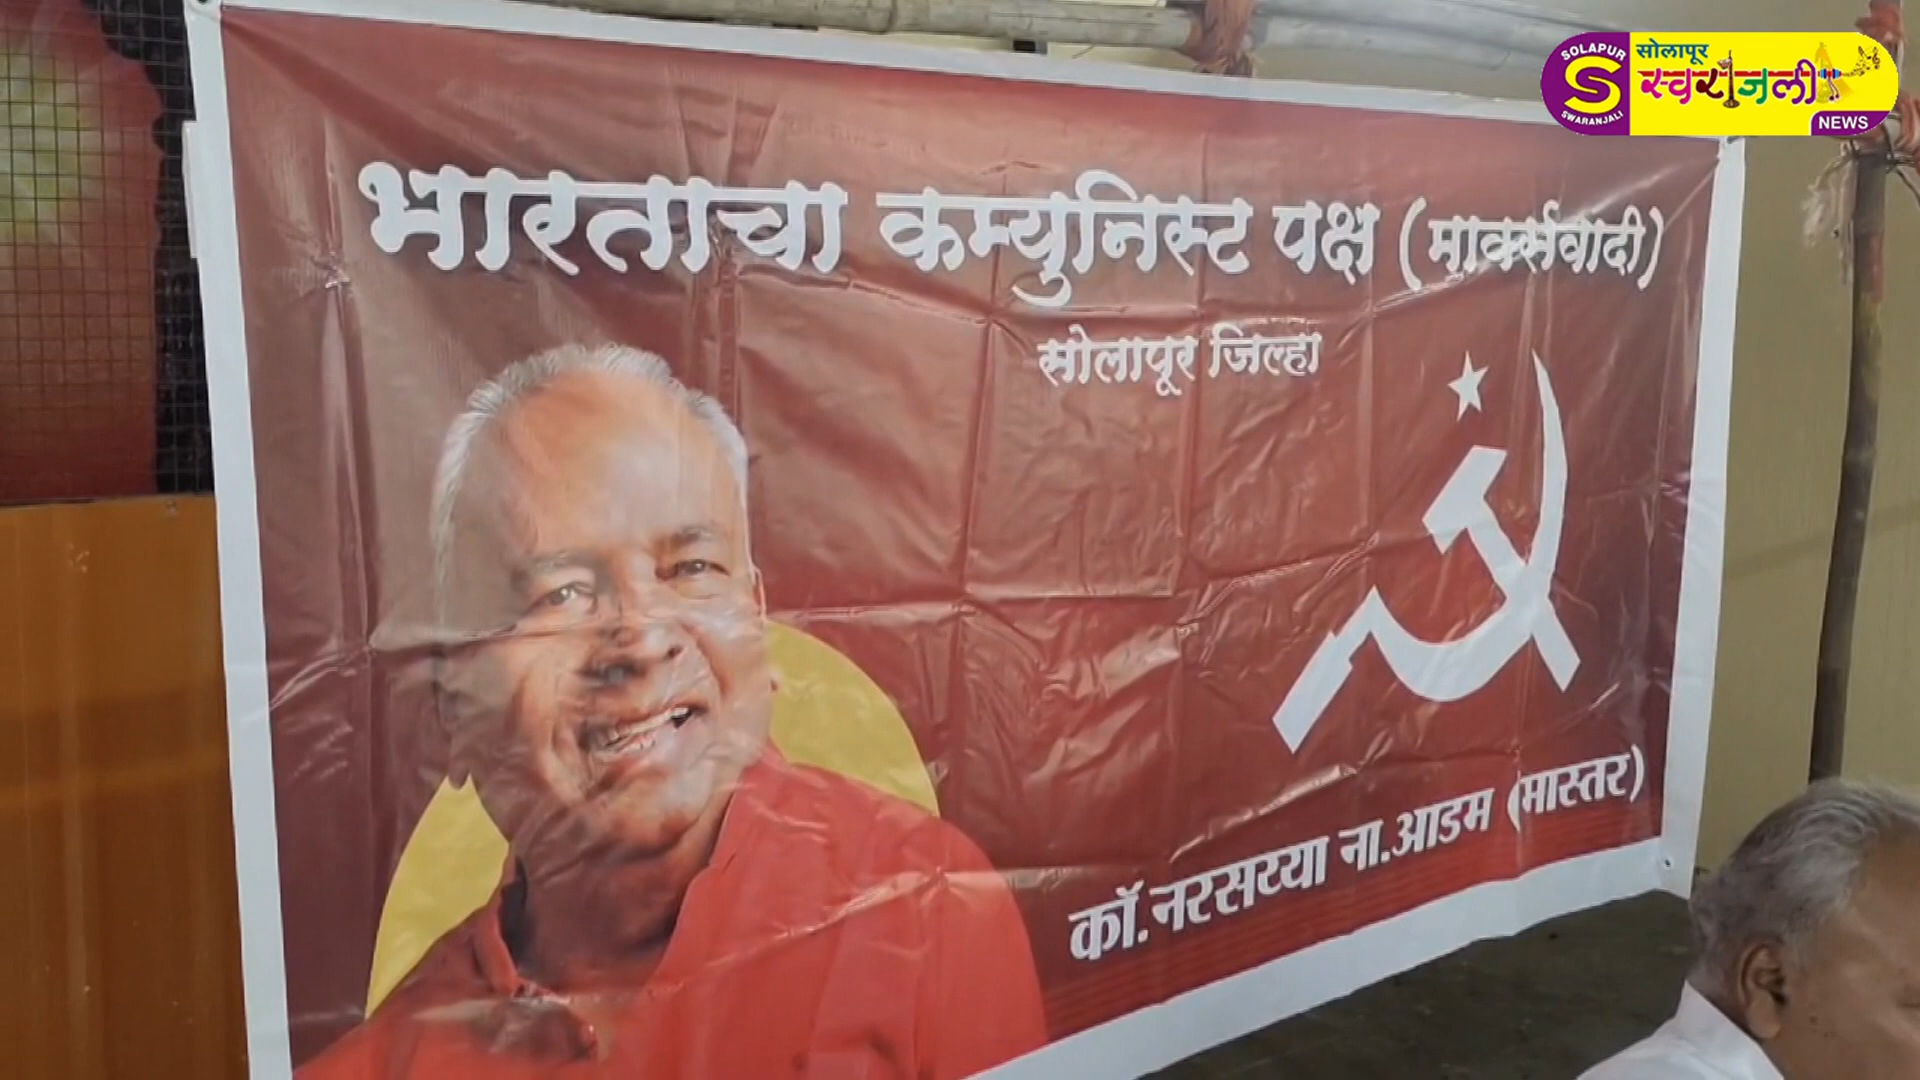 SOLAPUR
SWARANJALI
S
सोलापूर
स्वरांजली
NEWS
भारताचा कम्युनिस्ट पक्ष (मार्क्सवादी)
सोलापूर जिल्हा
कॉ.नरसय्या ना.आडम (मास्तर)